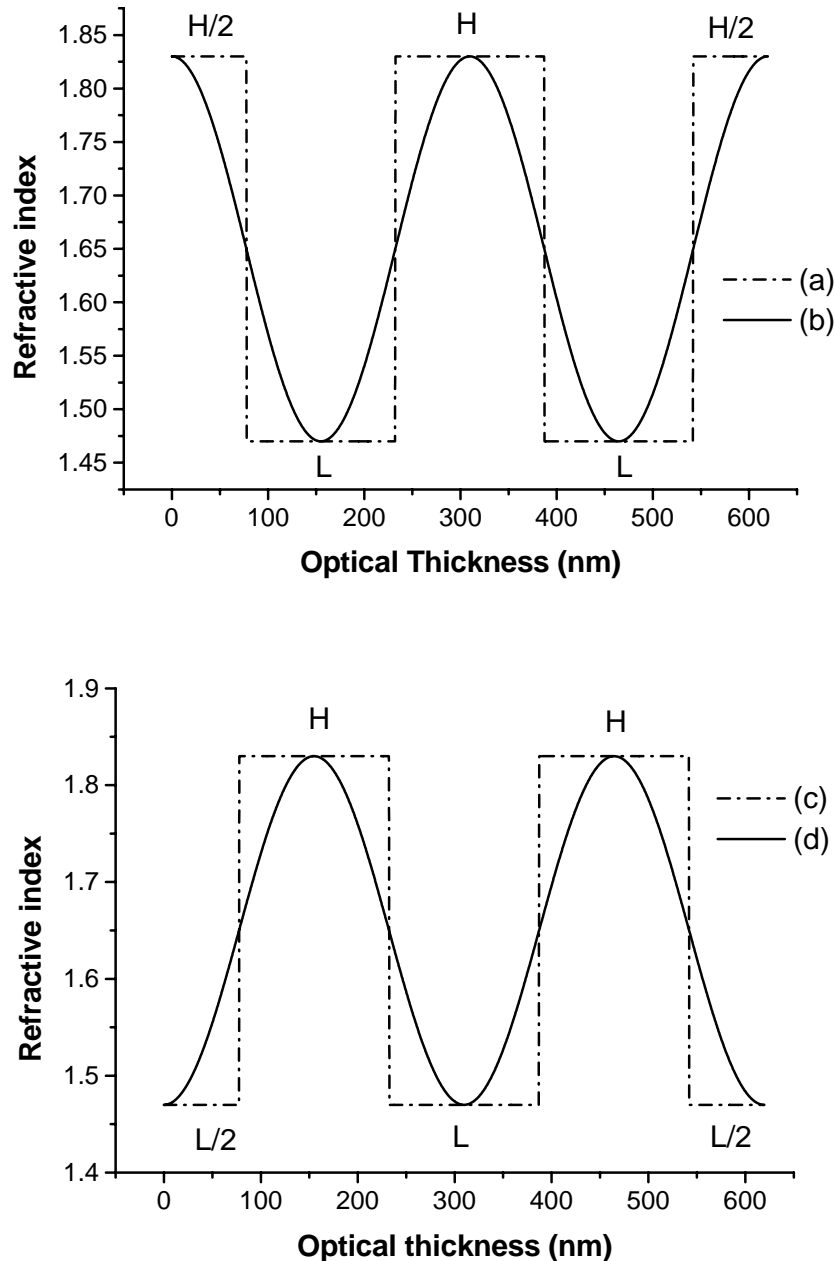 H/2 H H/2
1.85
1.80
1.75
1.70
1.65
1.60
1.55
1.50
1.45
Refractive index
(a)
(b)
L L
0 100 200 300 400 500 600
Optical Thickness (nm)
1.9
1.8
1.7
1.6
1.5
1.4
Refractive index
H H
(c)
(d)
L/2 L L/2
0 100 200 300 400 500 600
Optical thickness (nm)